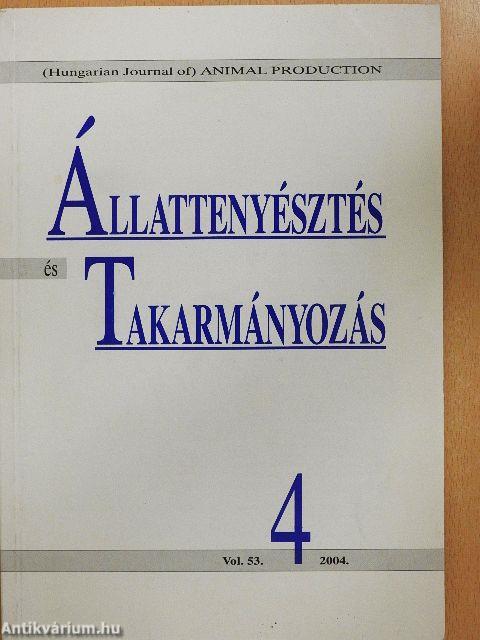 (Hungarian Journal of) ANIMAL PRODUCTION
ÁLLATTENYÉSZTÉS
és
TAKARMÁNYOZÁS
Vol. 53. 4 2004.
Antikvárium.hu